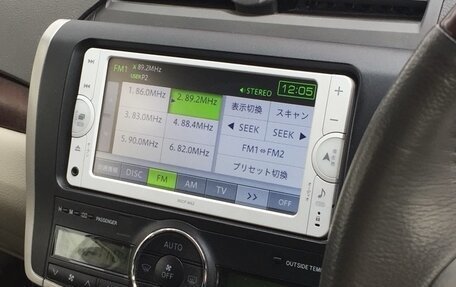 FM1 89.2MHz
P2
STEREO
12:05
1. 86.0MHz
2. 89.2MHz
表示切換
スキャン
3. 83.0MHz
4. 88.4MHz
SEEK
SEEK
5. 90.0MHz
6. 82.0MHz
FM1⇔FM2
プリセット切換
DISC
FM
AM
TV
>>
OFF
PASSENGER
AUTO
OFF
OUTSIDE TEMP